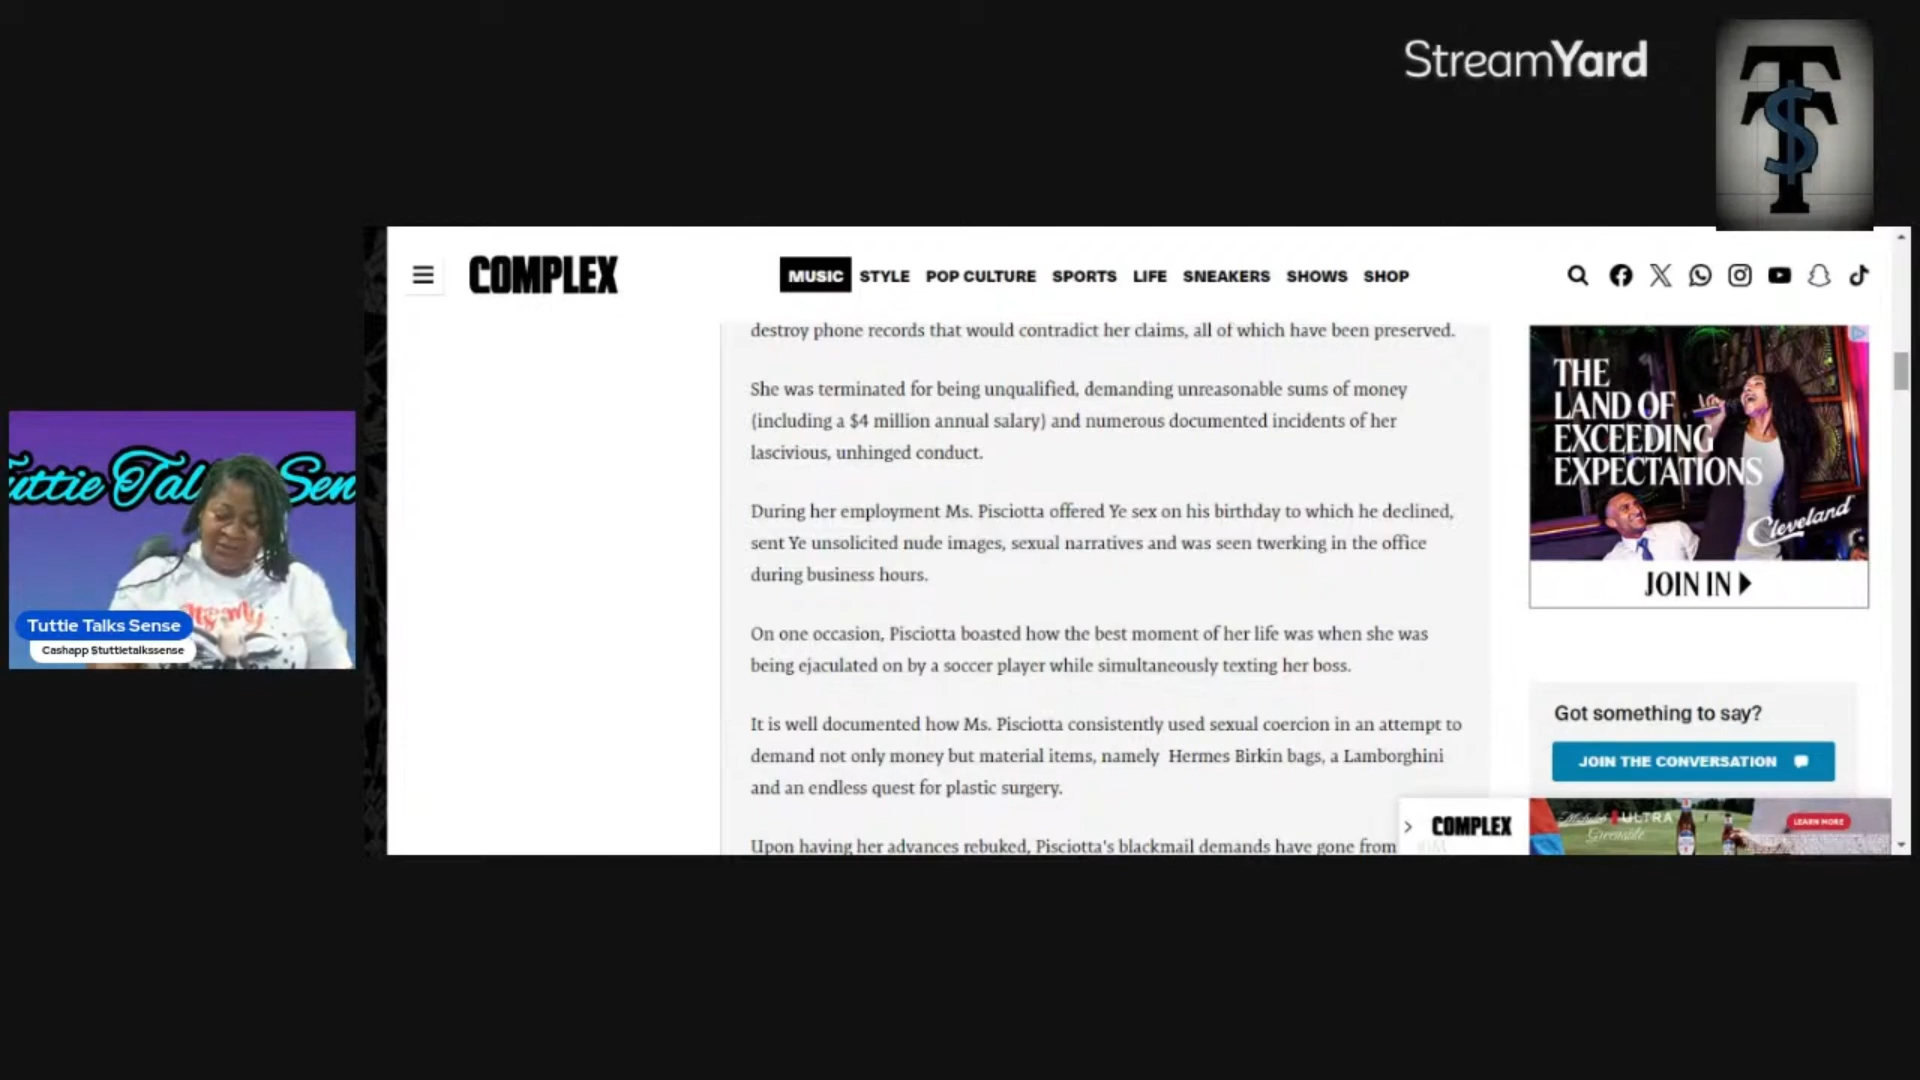 StreamYard
T$
COMPLEX
MUSIC STYLE POP CULTURE SPORTS LIFE SNEAKERS SHOWS SHOP
destroy phone records that would contradict her claims, all of which have been preserved.
She was terminated for being unqualified, demanding unreasonable sums of money
(including a $4 million annual salary) and numerous documented incidents of her
lascivious, unhinged conduct.
During her employment Ms. Pisciotta offered Ye sex on his birthday to which he declined,
sent Ye unsolicited nude images, sexual narratives and was seen twerking in the office
during business hours.
On one occasion, Pisciotta boasted how the best moment of her life was when she was
being ejaculated on by a soccer player while simultaneously texting her boss.
It is well documented how Ms. Pisciotta consistently used sexual coercion in an attempt to
demand not only money but material items, namely Hermes Birkin bags, a Lamborghini
and an endless quest for plastic surgery.
Upon having her advances rebuked, Pisciotta's blackmail demands have gone from
THE
LAND OF
EXCEEDING
EXPECTATIONS
Cleveland
JOIN IN
Got something to say?
JOIN THE CONVERSATION
COMPLEX
Michelob ULTRA
LEARN MORE
Tuttie Talks Sense
Cashapp $tuttietalkssense
It's My